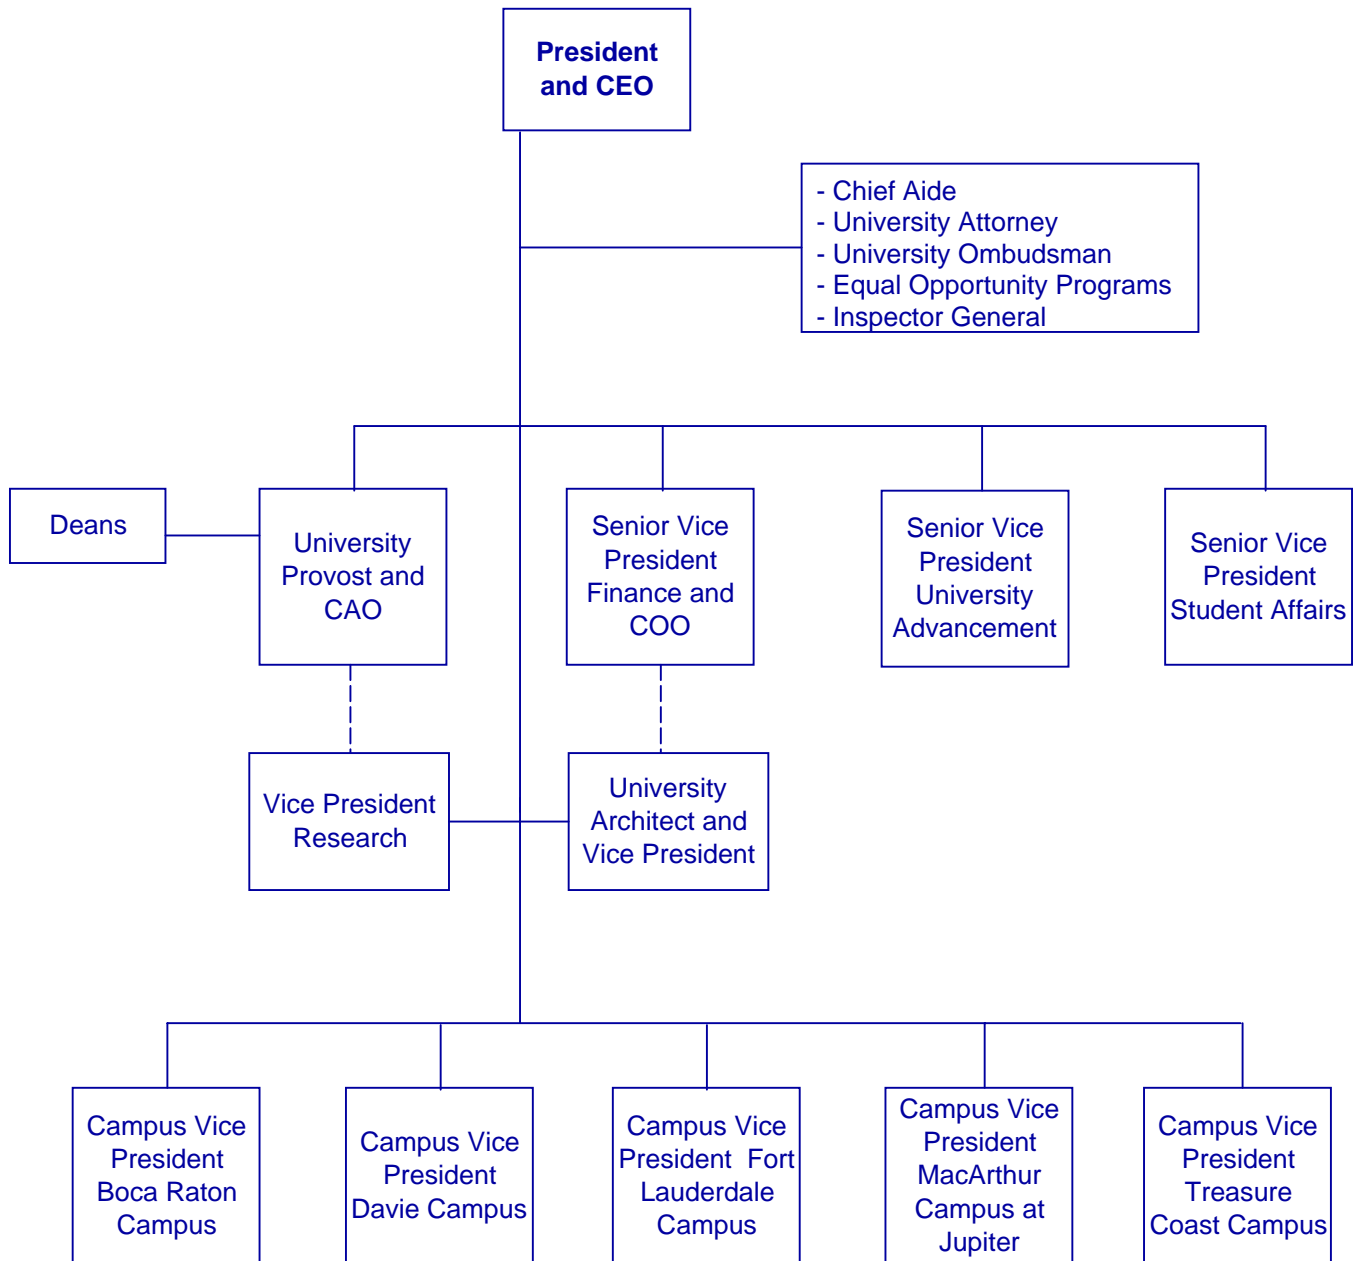 President
and CEO
- Chief Aide
- University Attorney
- University Ombudsman
- Equal Opportunity Programs
- Inspector General
Deans
University
Provost and
CAO
Senior Vice
President
Finance and
COO
Senior Vice
President
University
Advancement
Senior Vice
President
Student Affairs
Vice President
Research
University
Architect and
Vice President
Campus Vice
President
Boca Raton
Campus
Campus Vice
President
Davie Campus
Campus Vice
President Fort
Lauderdale
Campus
Campus Vice
President
MacArthur
Campus at
Jupiter
Campus Vice
President
Treasure
Coast Campus